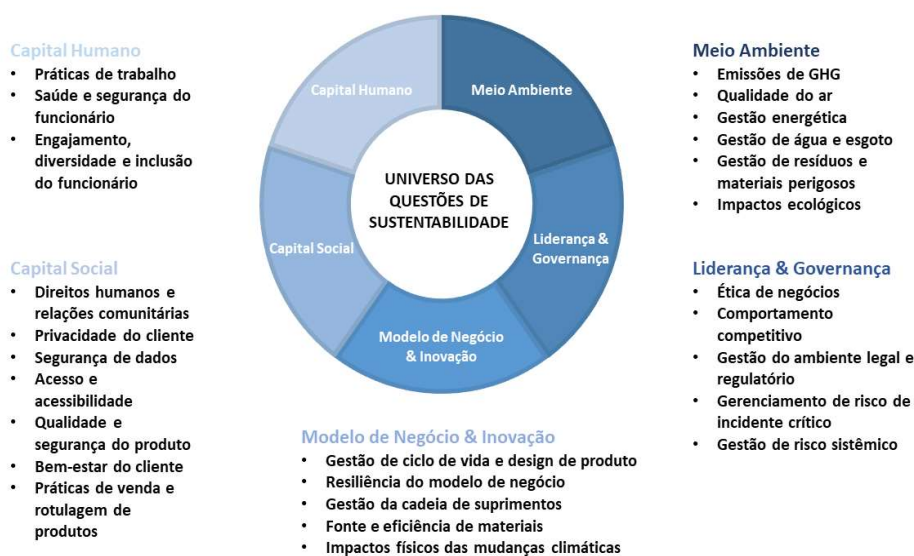 Capital Humano
• Práticas de trabalho
• Saúde e segurança do
funcionário
• Engajamento,
diversidade e inclusão
do funcionário
Capital Social
• Direitos humanos e
relações comunitárias
• Privacidade do cliente
• Segurança de dados
• Acesso e
acessibilidade
• Qualidade e
segurança do produto
• Bem-estar do cliente
• Práticas de venda e
rotulagem de
produtos
Capital Humano
Meio Ambiente
UNIVERSO DAS
QUESTÕES DE
SUSTENTABILIDADE
Capital Social
Liderança &
Governança
Modelo de Negócio
& Inovação
Modelo de Negócio & Inovação
• Gestão de ciclo de vida e design de produto
• Resiliência do modelo de negócio
• Gestão da cadeia de suprimentos
• Fonte e eficiência de materiais
• Impactos físicos das mudanças climáticas
Meio Ambiente
• Emissões de GHG
• Qualidade do ar
• Gestão energética
• Gestão de água e esgoto
• Gestão de resíduos e
materiais perigosos
• Impactos ecológicos
Liderança & Governança
• Ética de negócios
• Comportamento
competitivo
• Gestão do ambiente legal e
regulatório
• Gerenciamento de risco de
incidente crítico
• Gestão de risco sistêmico